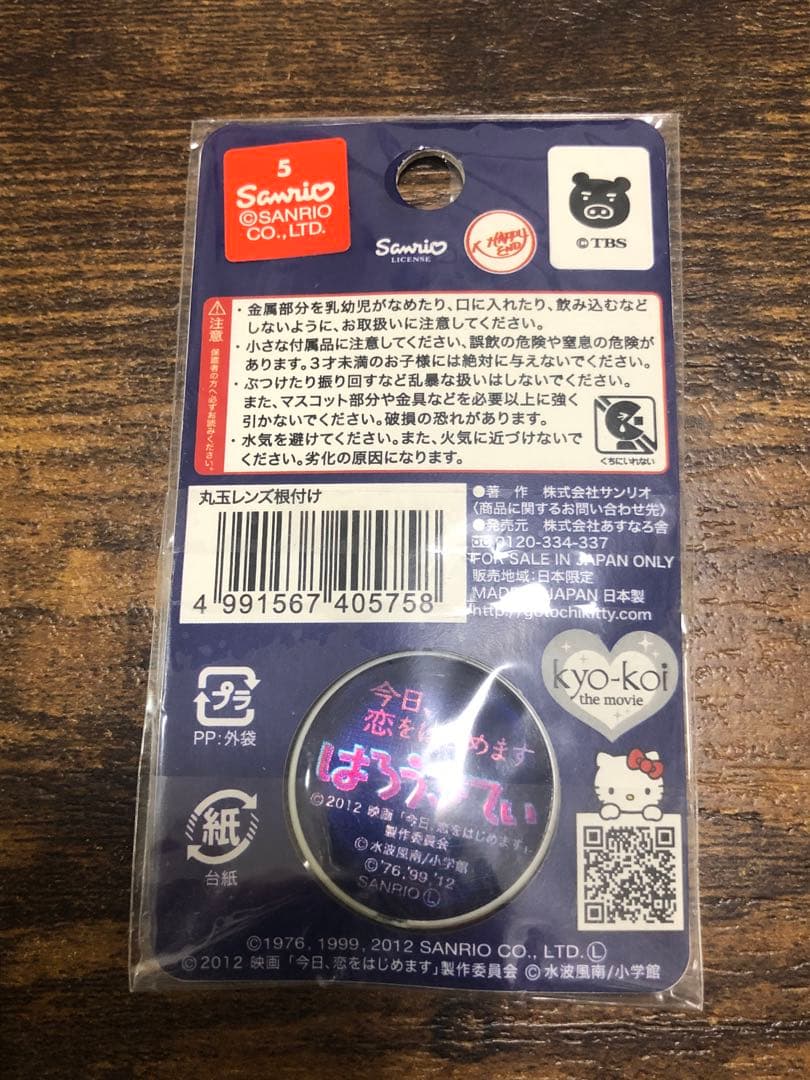 5
Sanrio
©SANRIO
CO.,LTD.
Sanrio
LICENSE
HAPPY
END
©TBS
注意
保護者の方へ必ずお読みください。
・金属部分を乳幼児がなめたり、口に入れたり、飲み込むなど
しないように、お取扱いに注意してください。
・小さな付属品に注意してください、誤飲の危険や窒息の危険が
あります。3才未満のお子様には絶対に与えないでください。
・ぶつけたり振り回すなど乱暴な扱いはしないでください。
また、マスコット部分や金具などを必要以上に強く
引かないでください。破損の恐れがあります。
・水気を避けてください。また、火気に近づけないで
ください。劣化の原因になります。
くちにいれない
丸玉レンズ根付け
4 991567 405758
●著 作 株式会社サンリオ
〈商品に関するお問い合わせ先〉
●発売元 株式会社あすなろ舎
0120-334-337
FOR SALE IN JAPAN ONLY
販売地域:日本限定
JAPAN 日本製
http://gotochikitty.com
kyo-koi
the movie
プラ
PP:外袋
紙
台紙
今日、
恋をはじめます
はろうきてぃ
©2012 映画「今日、恋をはじめます」
製作委員会
©水波風南/小学館
©'76,'99,'12
SANRIO Ⓛ
©1976, 1999, 2012 SANRIO CO., LTD. Ⓛ
©2012 映画「今日、恋をはじめます」製作委員会 ©水波風南/小学館